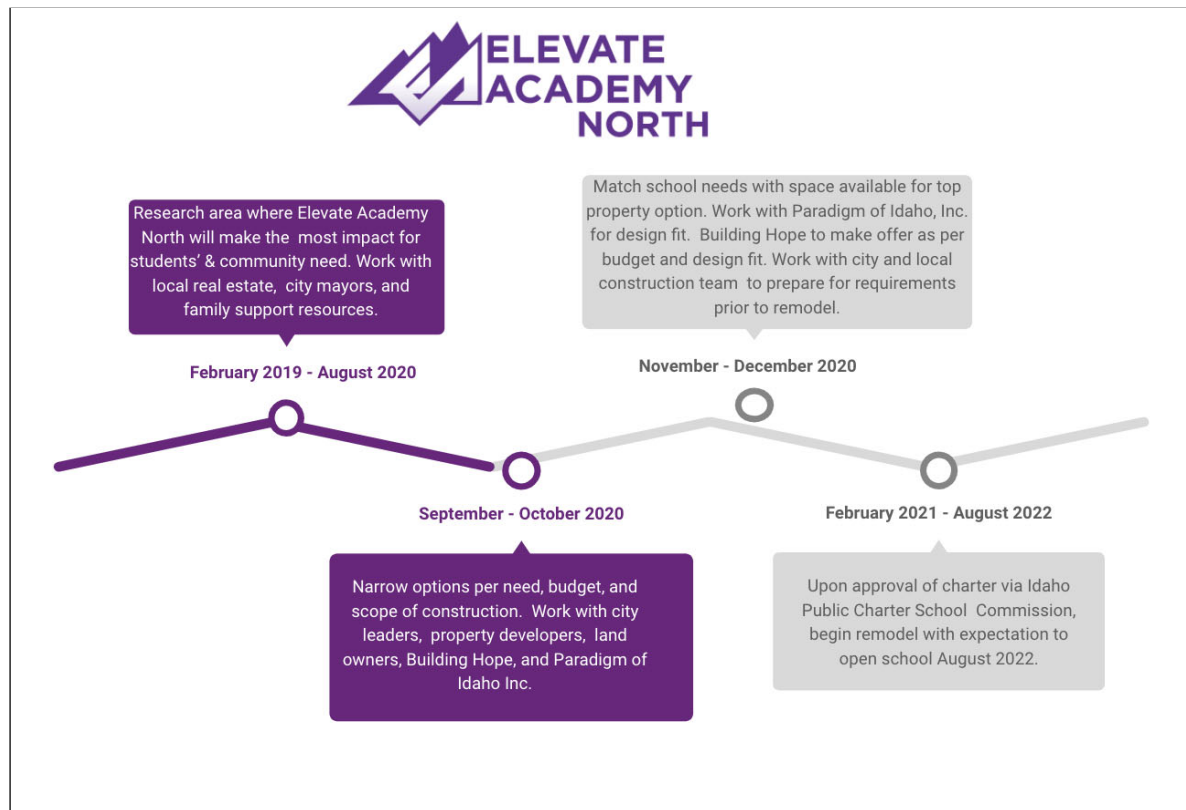 ELEVATE
ACADEMY
NORTH
Research area where Elevate Academy
North will make the most impact for
students’ & community need. Work with
local real estate, city mayors, and
family support resources.
February 2019 - August 2020
Match school needs with space available for top
property option. Work with Paradigm of Idaho, Inc.
for design fit. Building Hope to make offer as per
budget and design fit. Work with city and local
construction team to prepare for requirements
prior to remodel.
November - December 2020
September - October 2020
Narrow options per need, budget, and
scope of construction. Work with city
leaders, property developers, land
owners, Building Hope, and Paradigm of
Idaho Inc.
February 2021 - August 2022
Upon approval of charter via Idaho
Public Charter School Commission,
begin remodel with expectation to
open school August 2022.